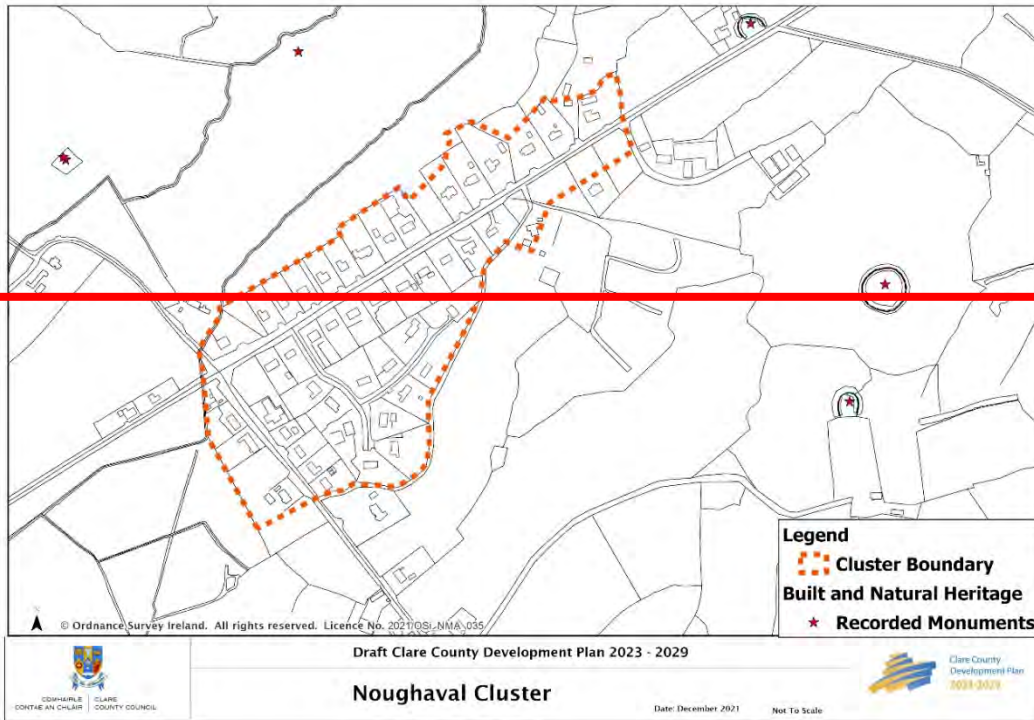 Legend
Cluster Boundary
Built and Natural Heritage
Recorded Monuments
© Ordnance Survey Ireland. All rights reserved. Licence No. 2021/OSi_NMA_035
COMHAIRLE CONTAE AN CHLÁIR
CLARE COUNTY COUNCIL
Draft Clare County Development Plan 2023 - 2029
Noughaval Cluster
Date: December 2021
Not To Scale
Clare County
Development Plan
2023-2029